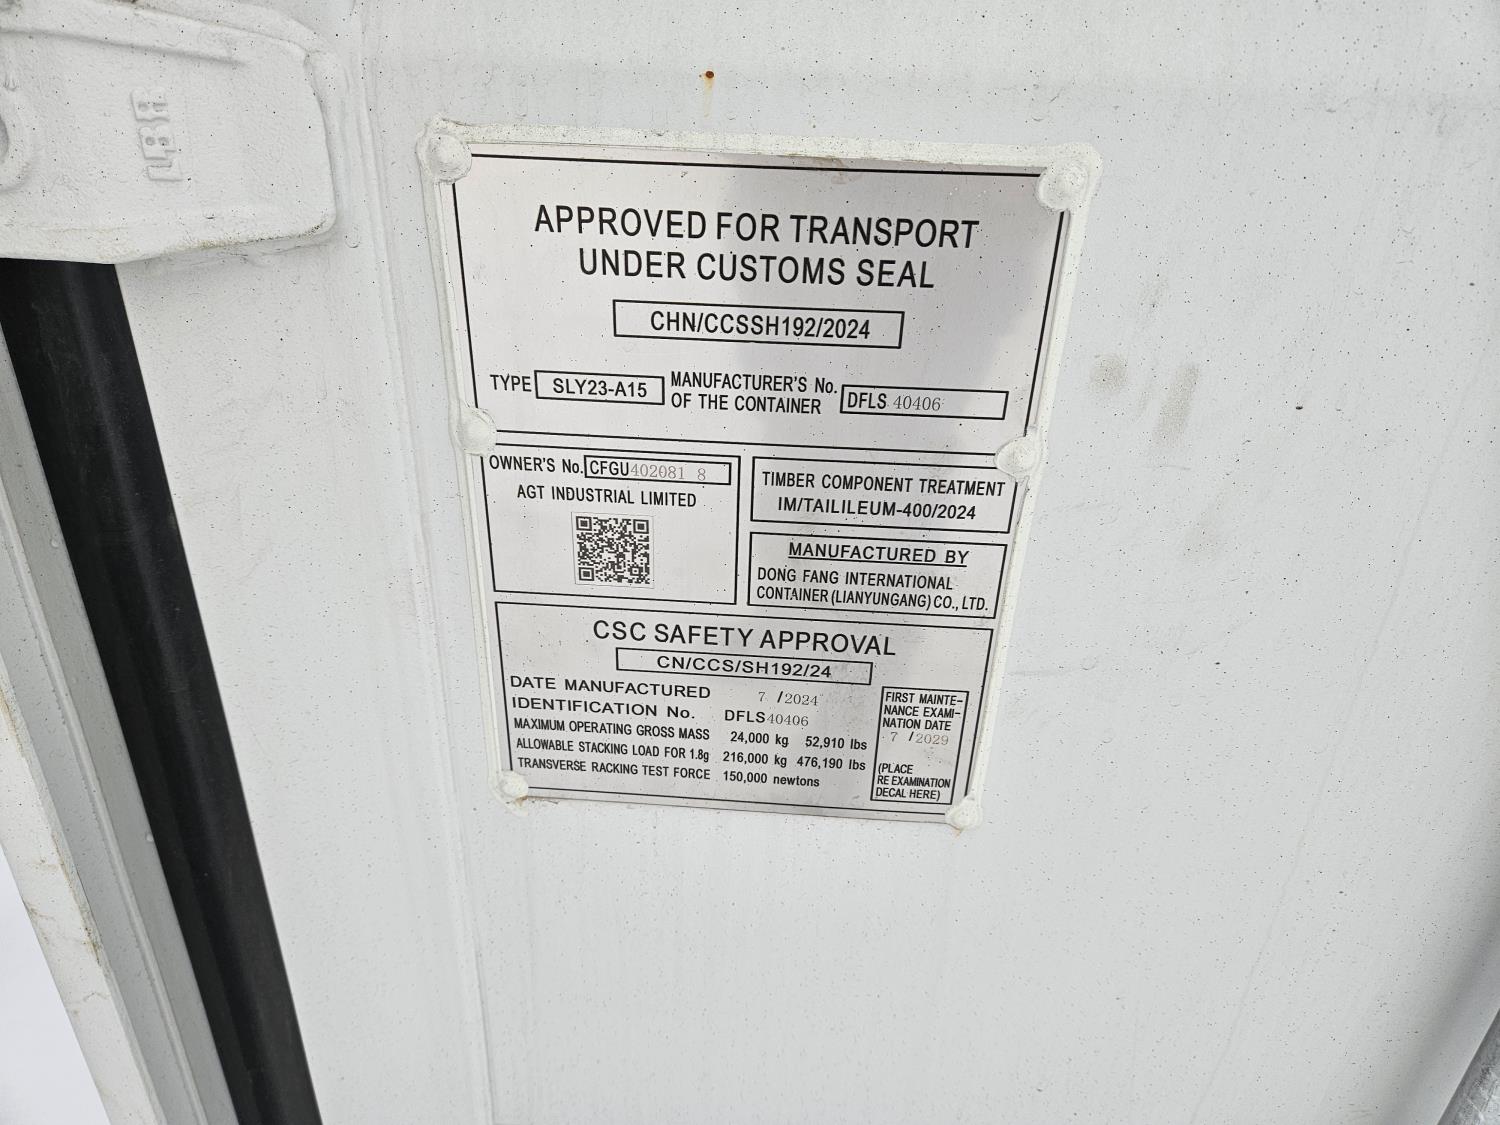 APPROVED FOR TRANSPORT
UNDER CUSTOMS SEAL
CHN/CCSSH192/2024
TYPE SLY23-A15 MANUFACTURER'S No.
OF THE CONTAINER DFLS 40406
OWNER'S No. CFGU402081 8
AGT INDUSTRIAL LIMITED
TIMBER COMPONENT TREATMENT
IM/TAILILEUM-400/2024
MANUFACTURED BY
DONG FANG INTERNATIONAL
CONTAINER (LIANYUNGANG) CO., LTD.
CSC SAFETY APPROVAL
CN/CCS/SH192/24
DATE MANUFACTURED 7 /2024
IDENTIFICATION No. DFLS40406
MAXIMUM OPERATING GROSS MASS 24,000 kg 52,910 lbs
ALLOWABLE STACKING LOAD FOR 1.8g 216,000 kg 476,190 lbs
TRANSVERSE RACKING TEST FORCE 150,000 newtons
FIRST MAINTE-
NANCE EXAMI-
NATION DATE
7 /2029
(PLACE
RE EXAMINATION
DECAL HERE)